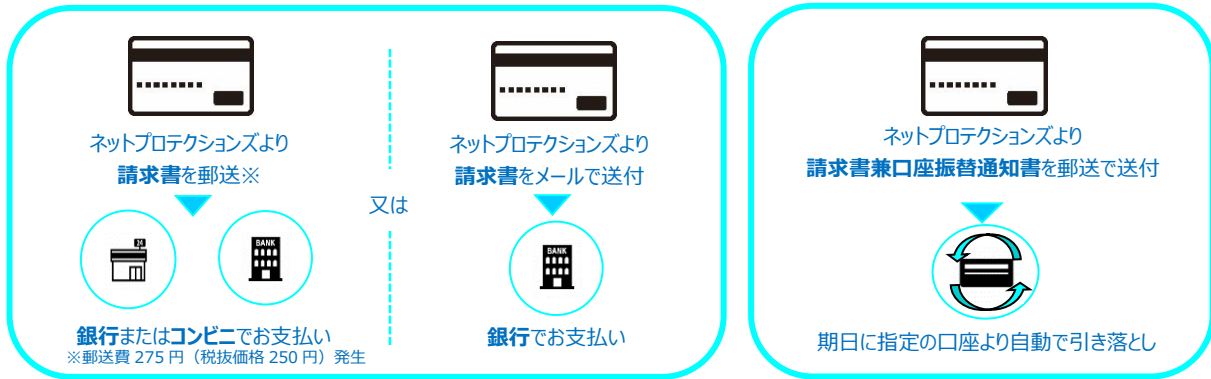 ネットプロテクションズより
請求書を郵送※
24
BANK
銀行またはコンビニでお支払い
※郵送費 275 円（税抜価格 250 円）発生
又は
ネットプロテクションズより
請求書をメールで送付
BANK
銀行でお支払い
ネットプロテクションズより
請求書兼口座振替通知書を郵送で送付
期日に指定の口座より自動で引き落とし